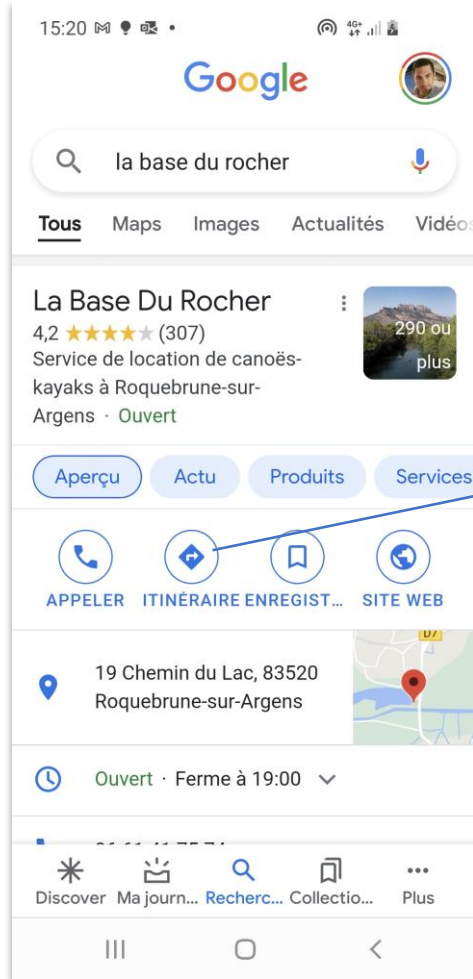 15:20
4G+
Google
la base du rocher
Tous Maps Images Actualités Vidéos
La Base Du Rocher
4,2 (307)
290 ou
plus
Service de location de canoës-
kayaks à Roquebrune-sur-
Argens · Ouvert
Aperçu Actu Produits Services
APPELER ITINÉRAIRE ENREGIST... SITE WEB
D7
19 Chemin du Lac, 83520
Roquebrune-sur-Argens
Ouvert · Ferme à 19:00
Discover Ma journ... Recherc... Collectio... Plus